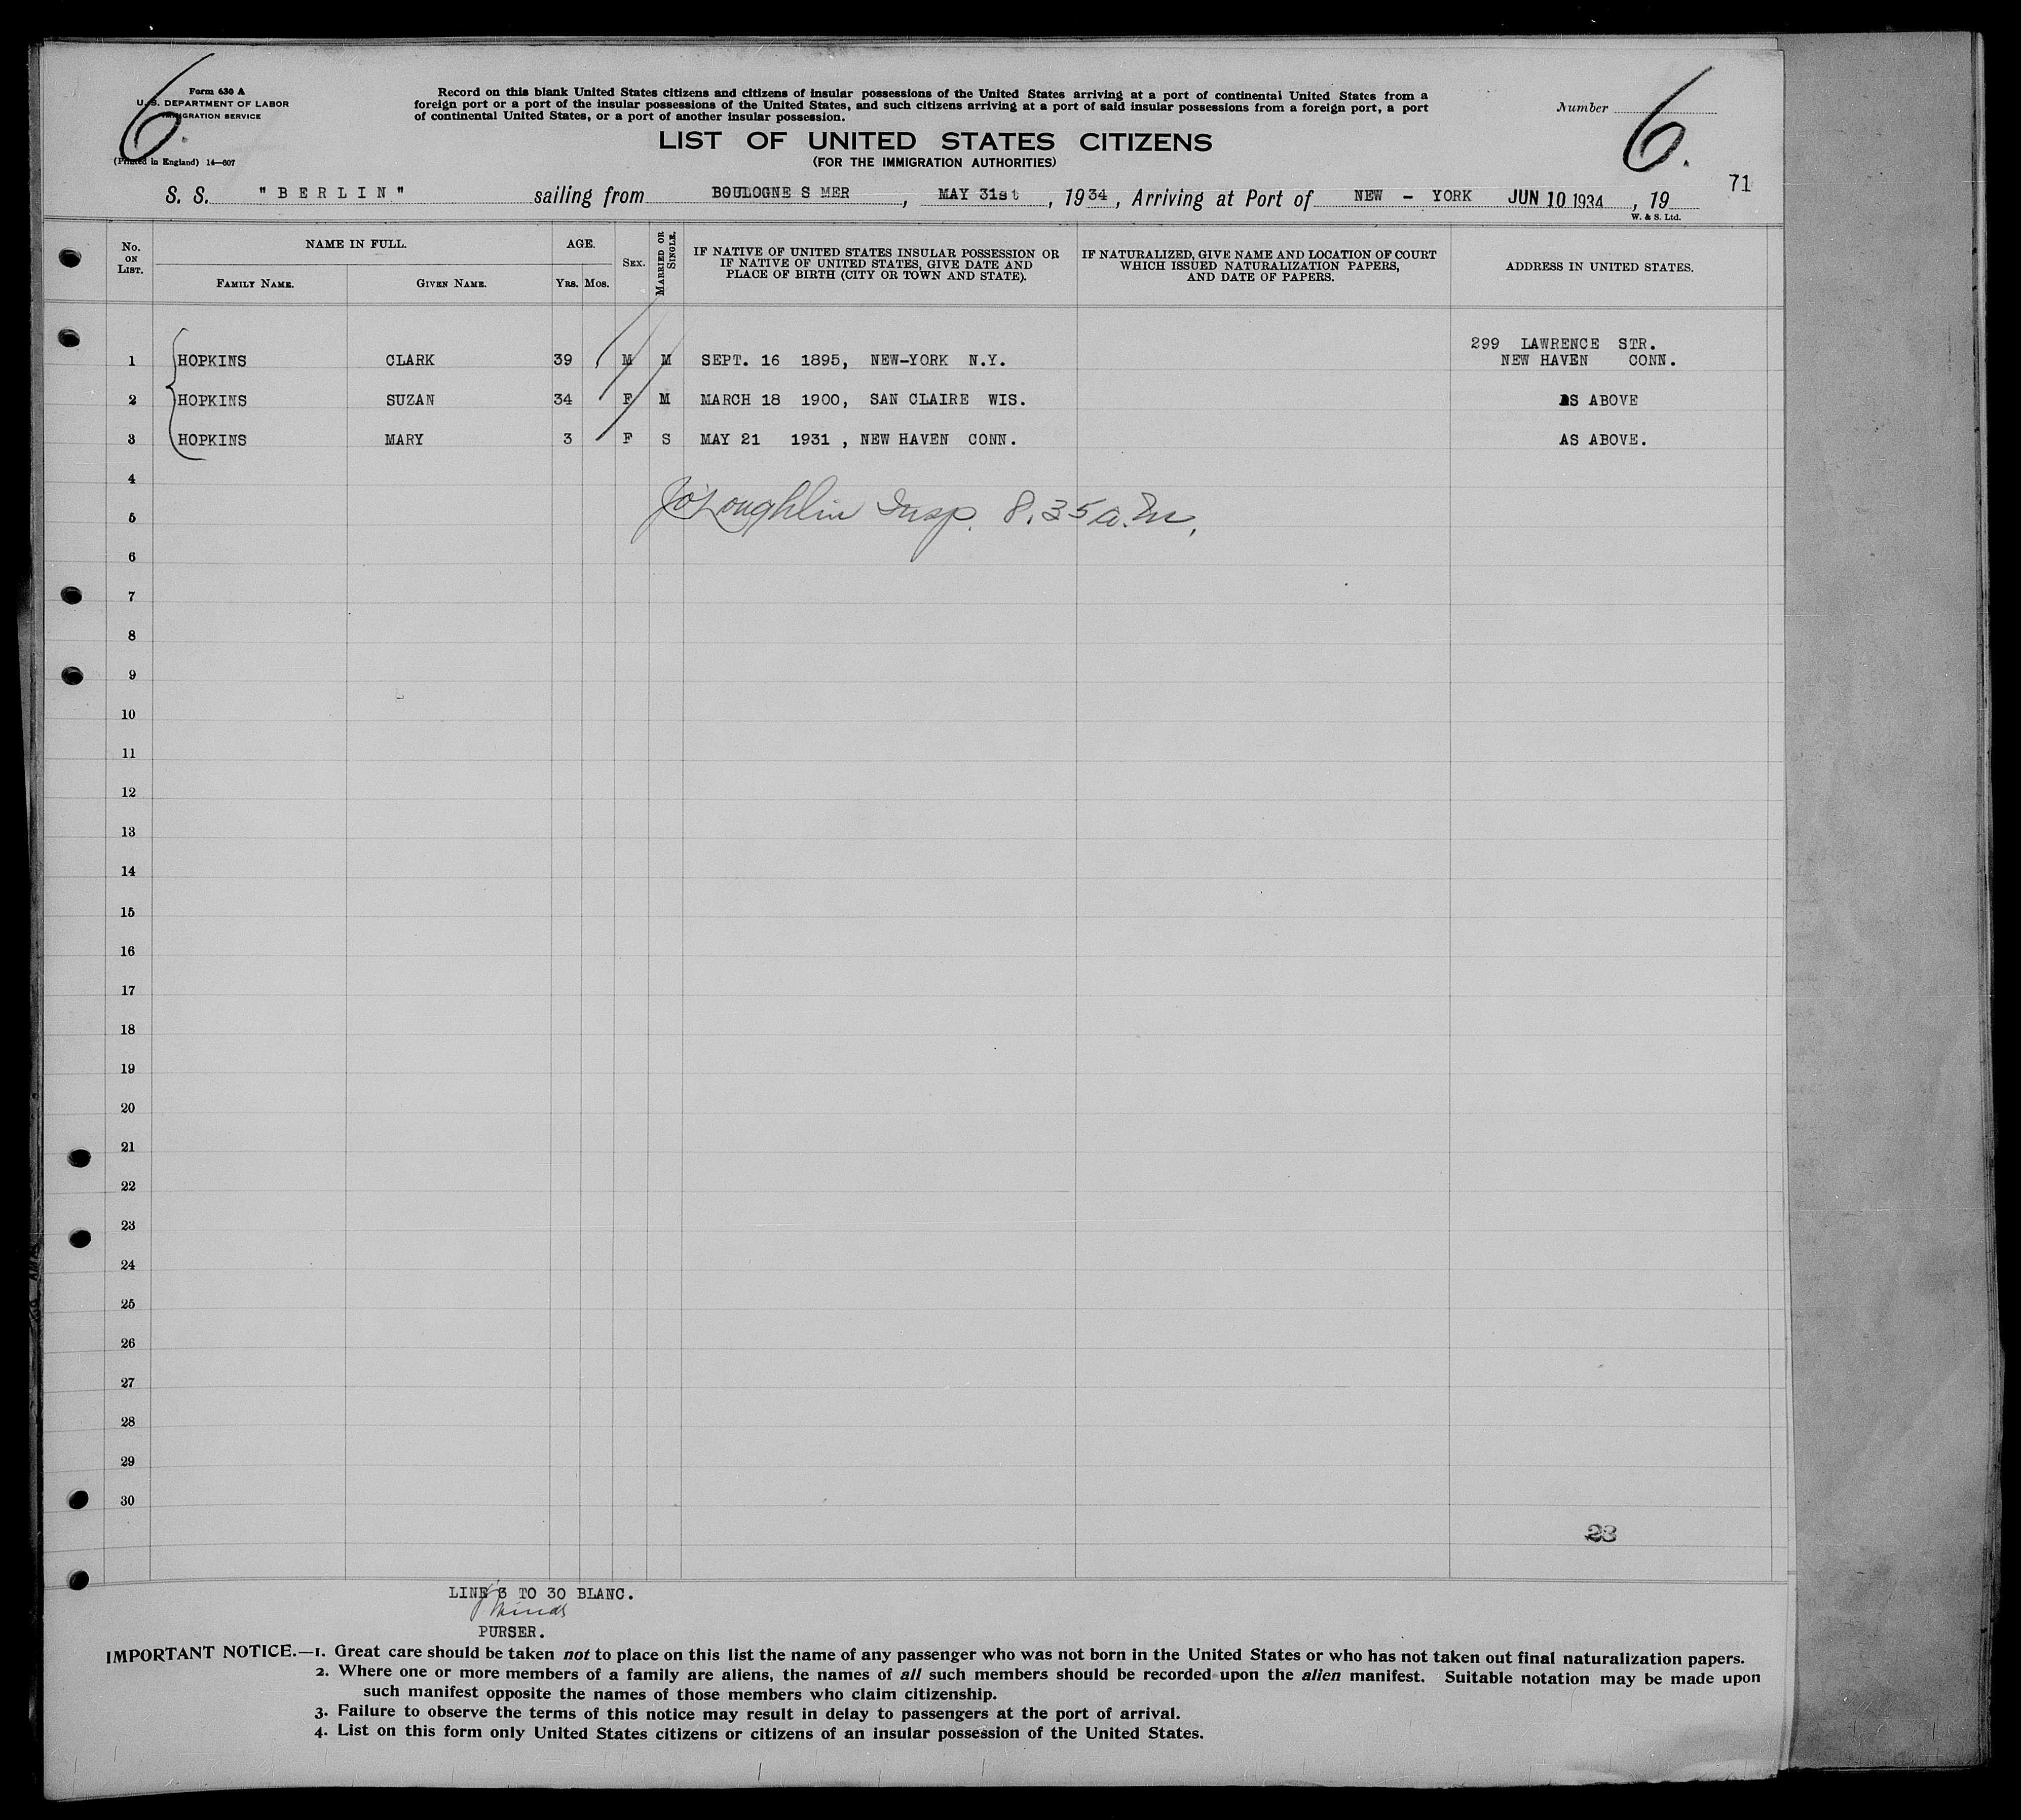 Form 630 A
U. S. DEPARTMENT OF LABOR
IMMIGRATION SERVICE
(Printed in England) 14—607
6.
Record on this blank United States citizens and citizens of insular possessions of the United States arriving at a port of continental United States from a
foreign port or a port of the insular possessions of the United States, and such citizens arriving at a port of said insular possessions from a foreign port, a port
of continental United States, or a port of another insular possession.
Number 6.
LIST OF UNITED STATES CITIZENS
(FOR THE IMMIGRATION AUTHORITIES)
71
S. S. "BERLIN" sailing from BOULOGNE S MER, MAY 31st, 1934, Arriving at Port of NEW - YORK JUN 10 1934, 19
W. & S. Ltd.
No. ON LIST. NAME IN FULL. AGE. SEX. MARRIED OR SINGLE. IF NATIVE OF UNITED STATES INSULAR POSSESSION OR IF NATIVE OF UNITED STATES, GIVE DATE AND PLACE OF BIRTH (CITY OR TOWN AND STATE). IF NATURALIZED, GIVE NAME AND LOCATION OF COURT WHICH ISSUED NATURALIZATION PAPERS, AND DATE OF PAPERS. ADDRESS IN UNITED STATES.
FAMILY NAME. GIVEN NAME. YRS. MOS.
299 LAWRENCE STR.
1 HOPKINS CLARK 39 M M SEPT. 16 1895, NEW-YORK N.Y. NEW HAVEN CONN.
2 HOPKINS SUZAN 34 F M MARCH 18 1900, SAN CLAIRE WIS. AS ABOVE
3 HOPKINS MARY 3 F S MAY 21 1931, NEW HAVEN CONN. AS ABOVE.
4
J O'Loughlin Insp. 8.35 a.m.
5
6
7
8
9
10
11
12
13
14
15
16
17
18
19
20
21
22
23
24
25
26
27
28
29
30
23
LINE 3 TO 30 BLANC.
PURSER.
IMPORTANT NOTICE.—1. Great care should be taken not to place on this list the name of any passenger who was not born in the United States or who has not taken out final naturalization papers.
2. Where one or more members of a family are aliens, the names of all such members should be recorded upon the alien manifest. Suitable notation may be made upon
such manifest opposite the names of those members who claim citizenship.
3. Failure to observe the terms of this notice may result in delay to passengers at the port of arrival.
4. List on this form only United States citizens or citizens of an insular possession of the United States.